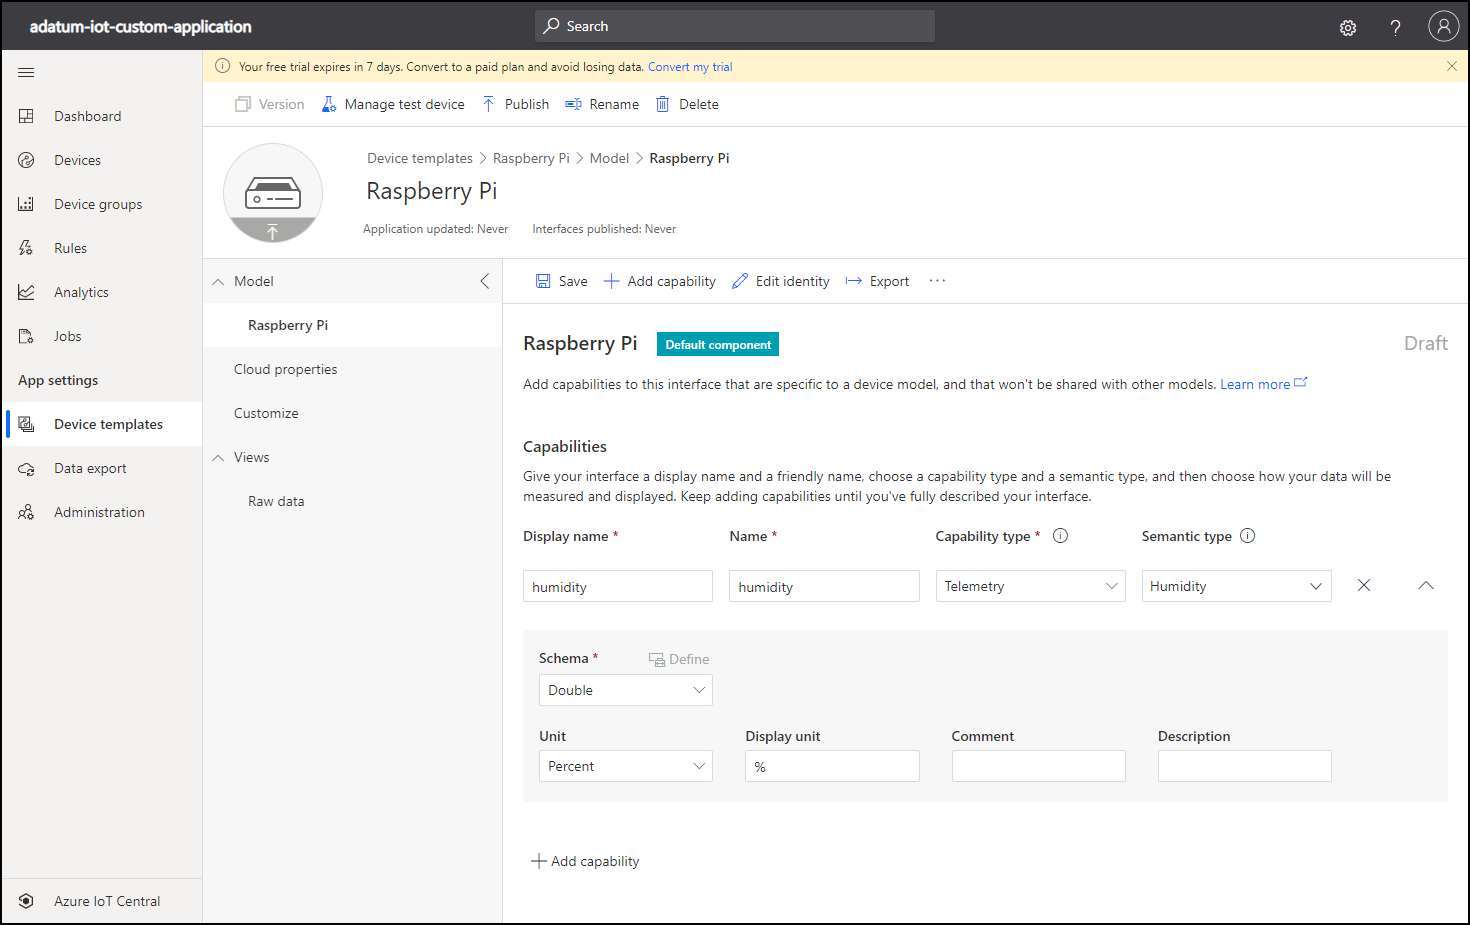 adatum-iot-custom-application
Search
?
Your free trial expires in 7 days. Convert to a paid plan and avoid losing data. Convert my trial
Version Manage test device Publish Rename Delete
Dashboard
Devices
Device groups
Rules
Analytics
Jobs
App settings
Device templates
Data export
Administration
Azure IoT Central
Device templates > Raspberry Pi > Model > Raspberry Pi
Raspberry Pi
Application updated: Never Interfaces published: Never
Model
Raspberry Pi
Cloud properties
Customize
Views
Raw data
Save Add capability Edit identity Export ...
Raspberry Pi Default component Draft
Add capabilities to this interface that are specific to a device model, and that won't be shared with other models. Learn more
Capabilities
Give your interface a display name and a friendly name, choose a capability type and a semantic type, and then choose how your data will be
measured and displayed. Keep adding capabilities until you've fully described your interface.
Display name * Name * Capability type * Semantic type
humidity humidity Telemetry Humidity
Schema * Define
Double
Unit Display unit Comment Description
Percent %
Add capability